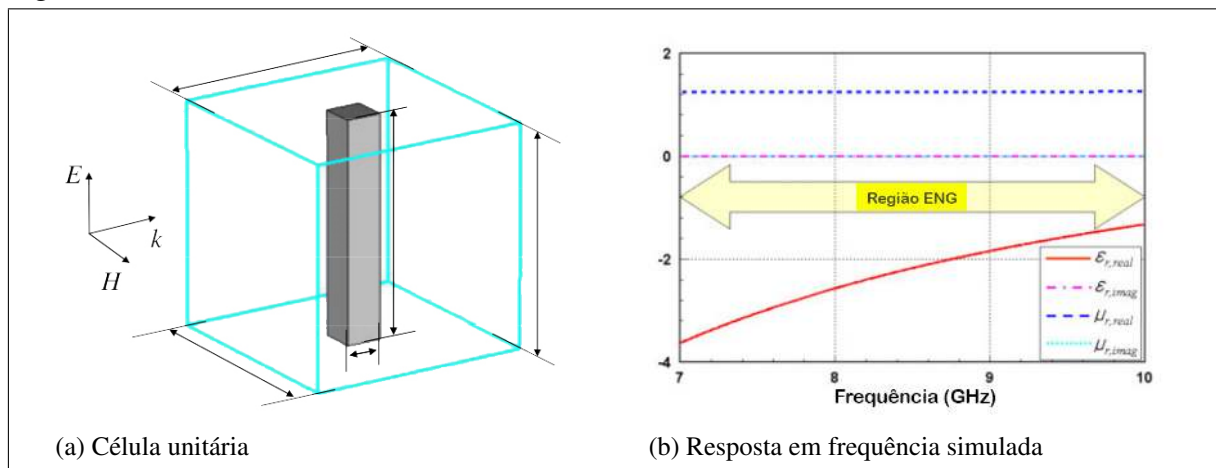 E
k
H
2
0
-2
-4
7
8
9
10
Região ENG
εr,real
εr,imag
μr,real
μr,imag
Frequência (GHz)
(a) Célula unitária
(b) Resposta em frequência simulada